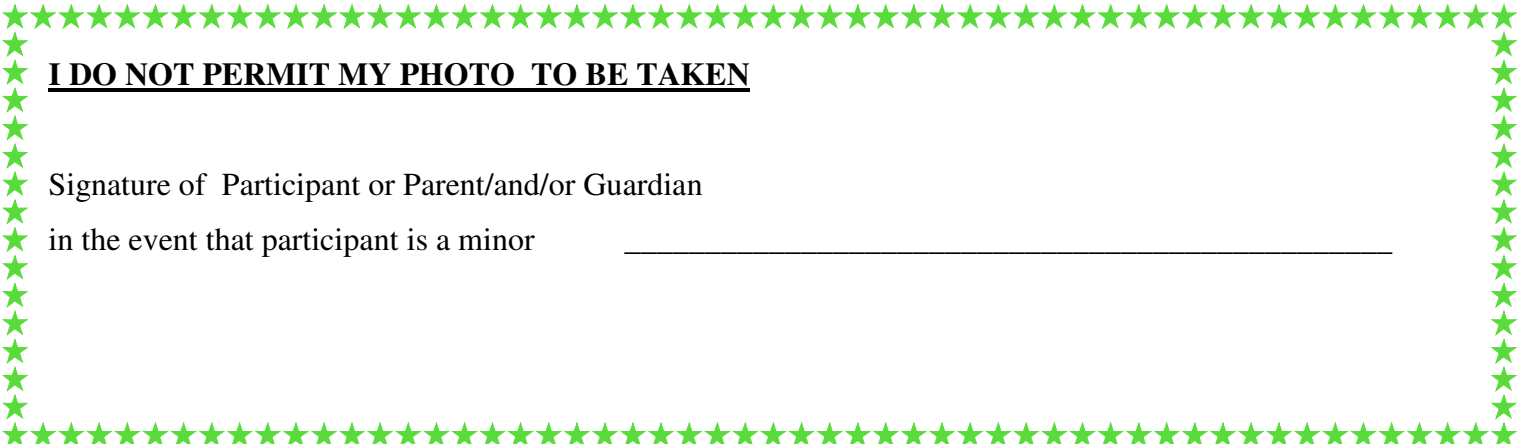 I DO NOT PERMIT MY PHOTO  TO BE TAKEN
Signature of  Participant or Parent/and/or Guardian
in the event that participant is a minor ________________________________________________